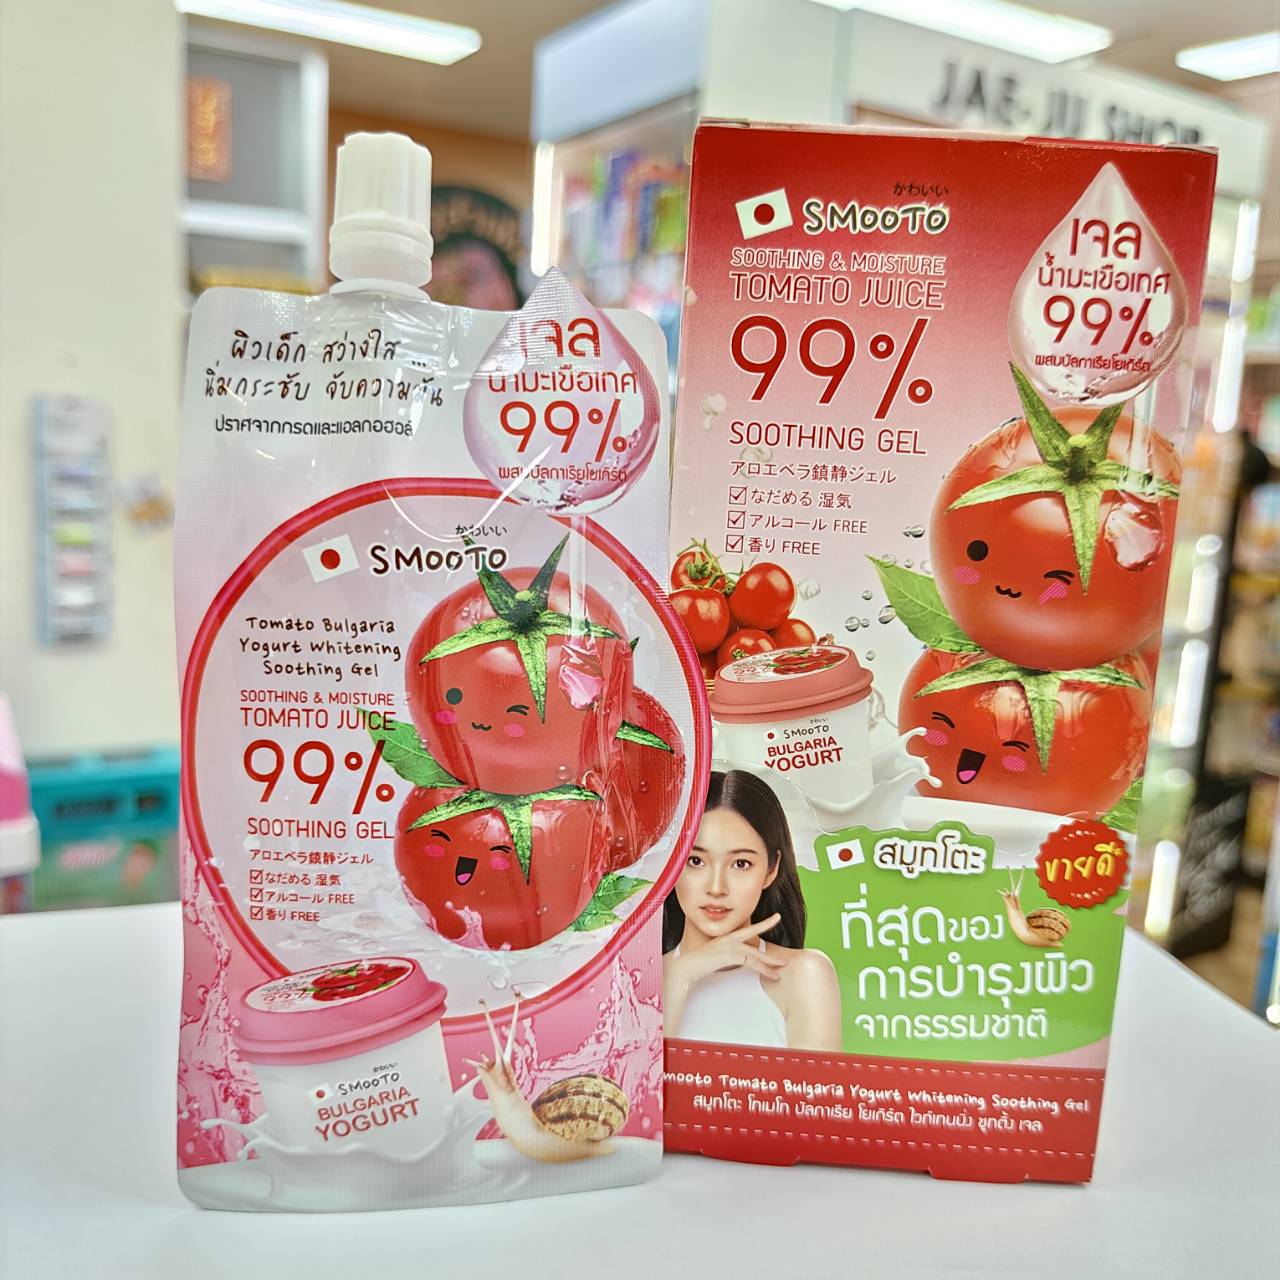 JAE-JU SHOP
ผิวเด็ก สว่างใส ...
นิ่มกระชับ จับความมัน
ปราศจากกรดและแอลกอฮอล์
เจล
น้ำมะเขือเทศ
99%
ผสมบัลกาเรียโยเกิร์ต
かわいい
SMOOTO
Tomato Bulgaria
Yogurt Whitening
Soothing Gel
SOOTHING & MOISTURE
TOMATO JUICE
99%
SOOTHING GEL
アロエベラ鎮静ジェル
なだめる 湿気
アルコール FREE
香り FREE
99%
かわいい
SMOOTO
BULGARIA
YOGURT
かわいい
SMOOTO
SOOTHING & MOISTURE
TOMATO JUICE
99%
SOOTHING GEL
アロエベラ鎮静ジェル
なだめる 湿気
アルコール FREE
香り FREE
เจล
น้ำมะเขือเทศ
99%
ผสมบัลกาเรียโยเกิร์ต
かわいい
SMOOTO
BULGARIA
YOGURT
สมูทโตะ
ขายดี
ที่สุดของ
การบำรุงผิว
จากธรรมชาติ
mooto Tomato Bulgaria Yogurt Whitening Soothing Gel
สมูทโตะ โทเมโท บัลกาเรีย โยเกิร์ต ไวท์เทนนิ่ง ซูทติ้ง เจล